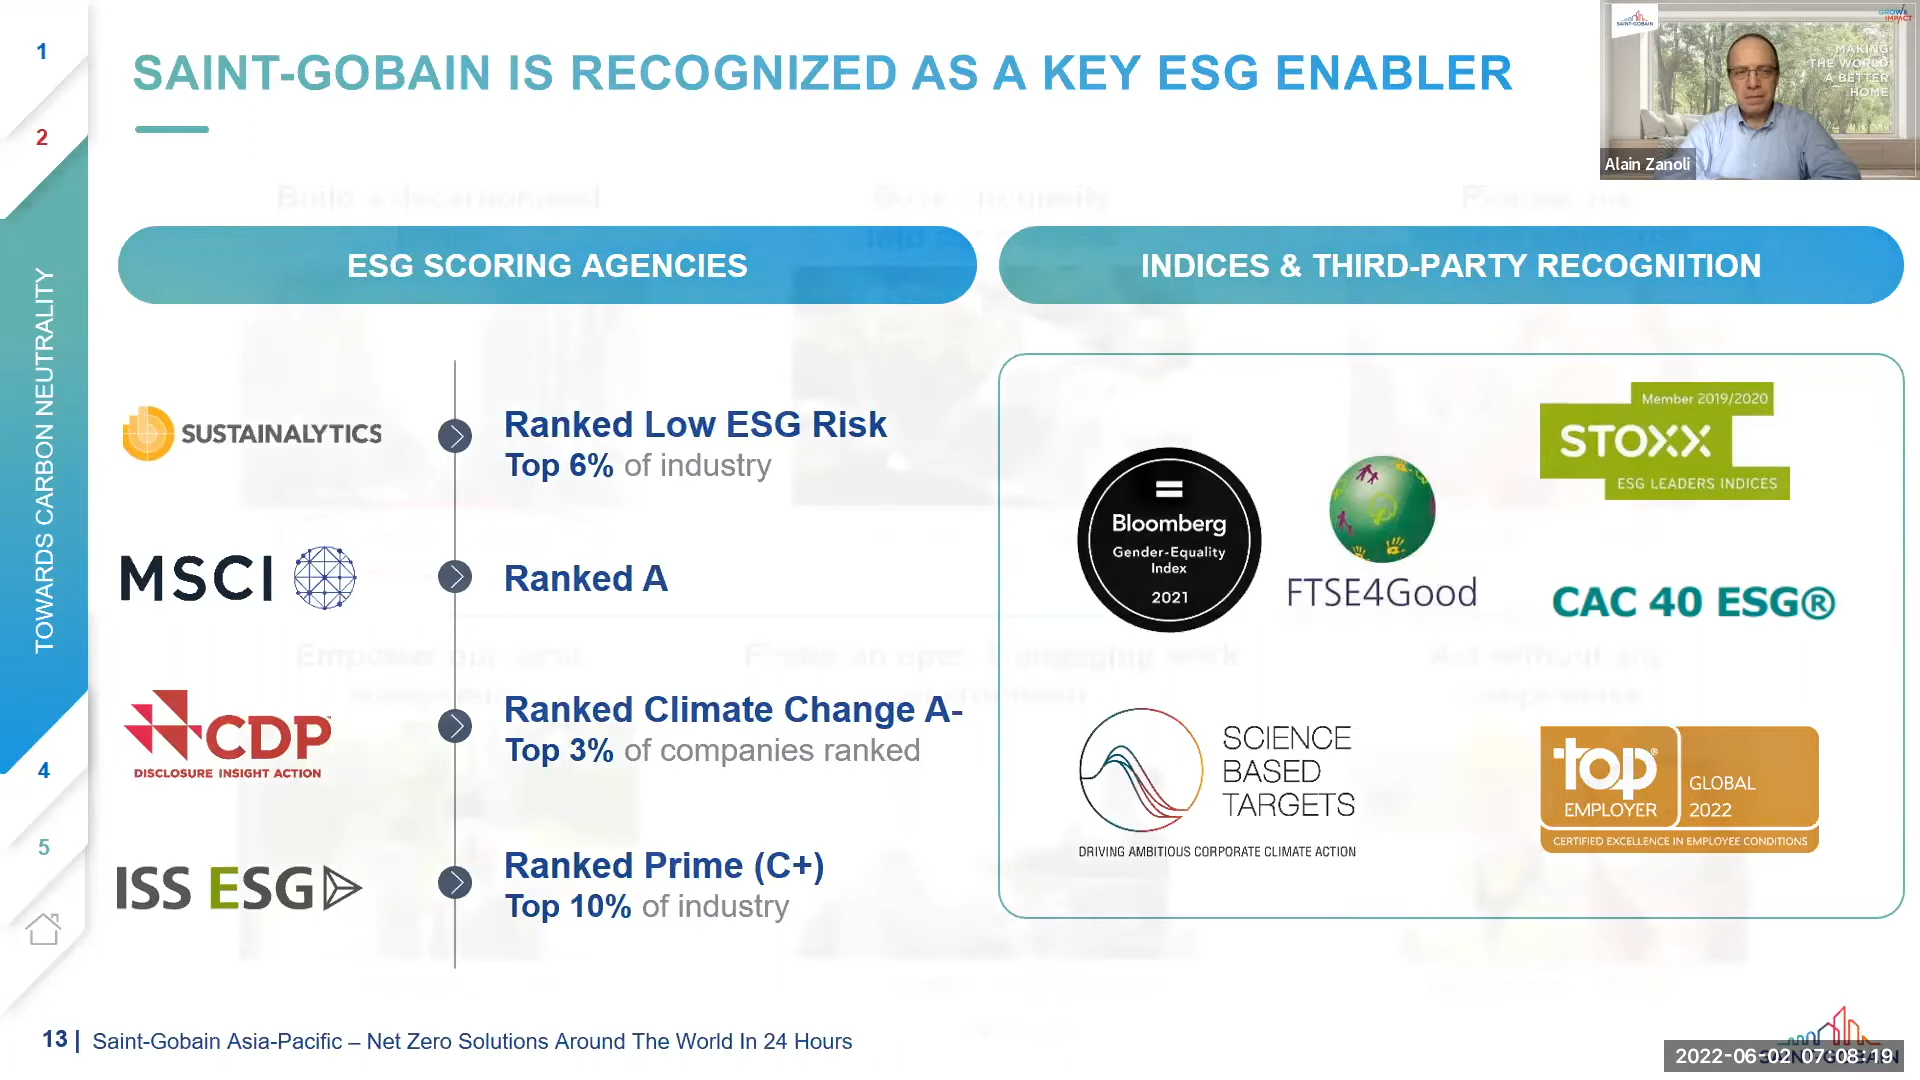 1
2
TOWARDS CARBON NEUTRALITY
4
5
SAINT-GOBAIN IS RECOGNIZED AS A KEY ESG ENABLER
SAINT-GOBAIN
GROW & IMPACT
MAKING
THE WORLD
A BETTER
HOME
Alain Zanoli
ESG SCORING AGENCIES
SUSTAINALYTICS
Ranked Low ESG Risk
Top 6% of industry
MSCI
Ranked A
CDP
DISCLOSURE INSIGHT ACTION
Ranked Climate Change A-
Top 3% of companies ranked
ISS ESG
Ranked Prime (C+)
Top 10% of industry
INDICES & THIRD-PARTY RECOGNITION
Bloomberg
Gender-Equality
Index
2021
FTSE4Good
Member 2019/2020
STOXX
ESG LEADERS INDICES
CAC 40 ESG®
SCIENCE
BASED
TARGETS
DRIVING AMBITIOUS CORPORATE CLIMATE ACTION
top®
EMPLOYER
GLOBAL
2022
CERTIFIED EXCELLENCE IN EMPLOYEE CONDITIONS
13 | Saint-Gobain Asia-Pacific – Net Zero Solutions Around The World In 24 Hours
2022-06-02 07:08:19